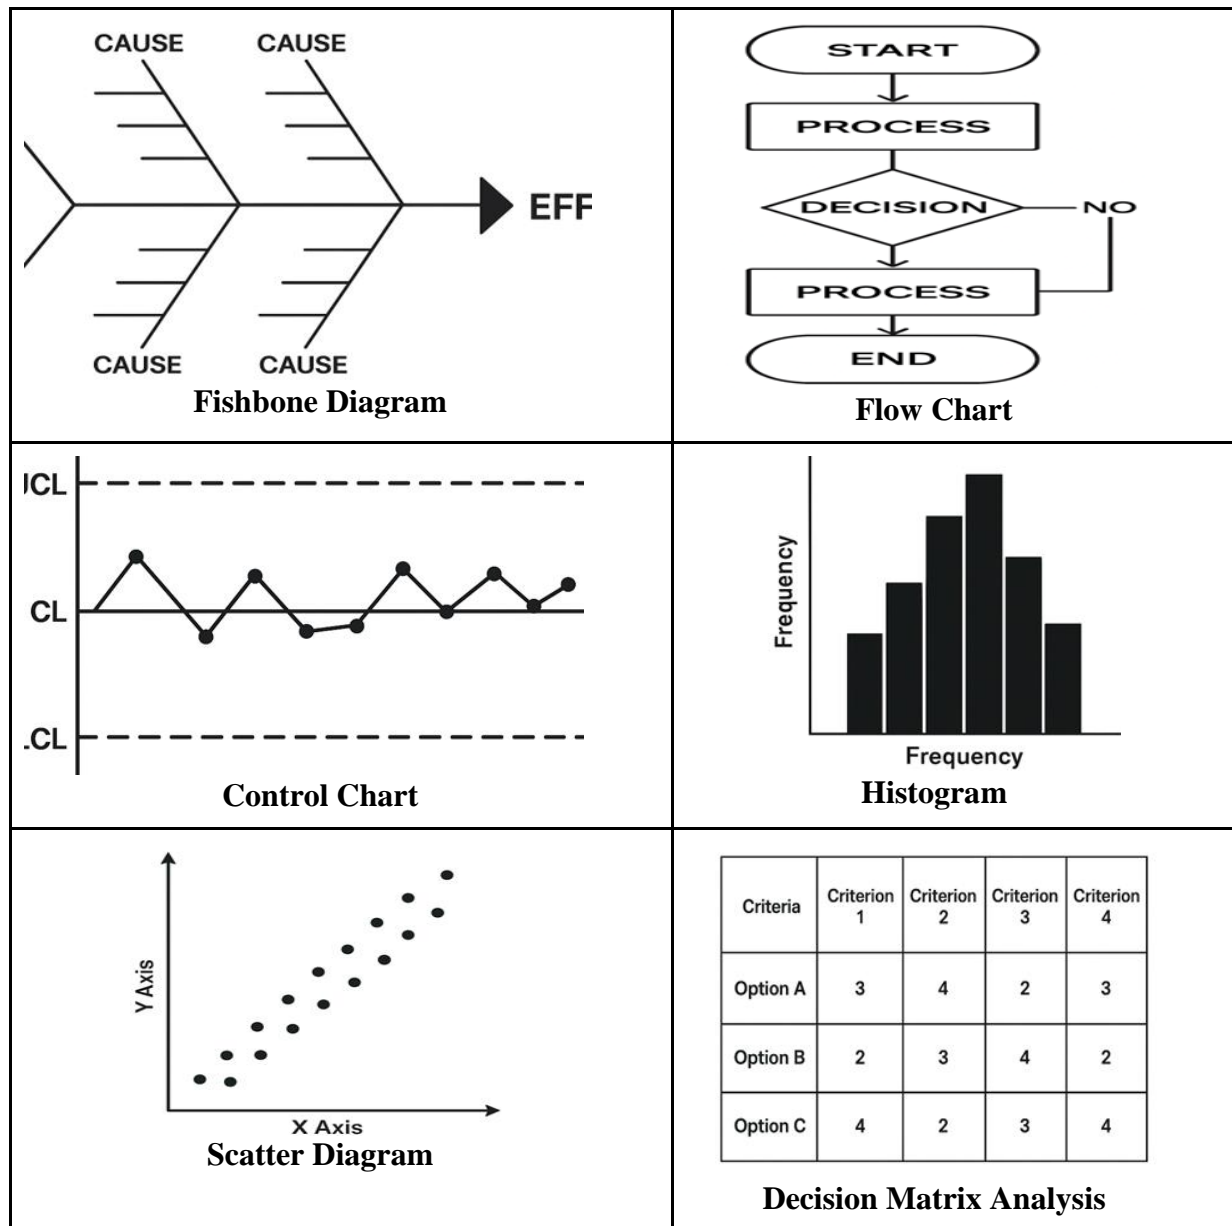 CAUSE CAUSE
EFF
CAUSE CAUSE
Fishbone Diagram
START
PROCESS
DECISION NO
PROCESS
END
Flow Chart
UCL
CL
LCL
Control Chart
Frequency
Frequency
Histogram
Y Axis
X Axis
Scatter Diagram
Criteria Criterion 1 Criterion 2 Criterion 3 Criterion 4
Option A 3 4 2 3
Option B 2 3 4 2
Option C 4 2 3 4
Decision Matrix Analysis